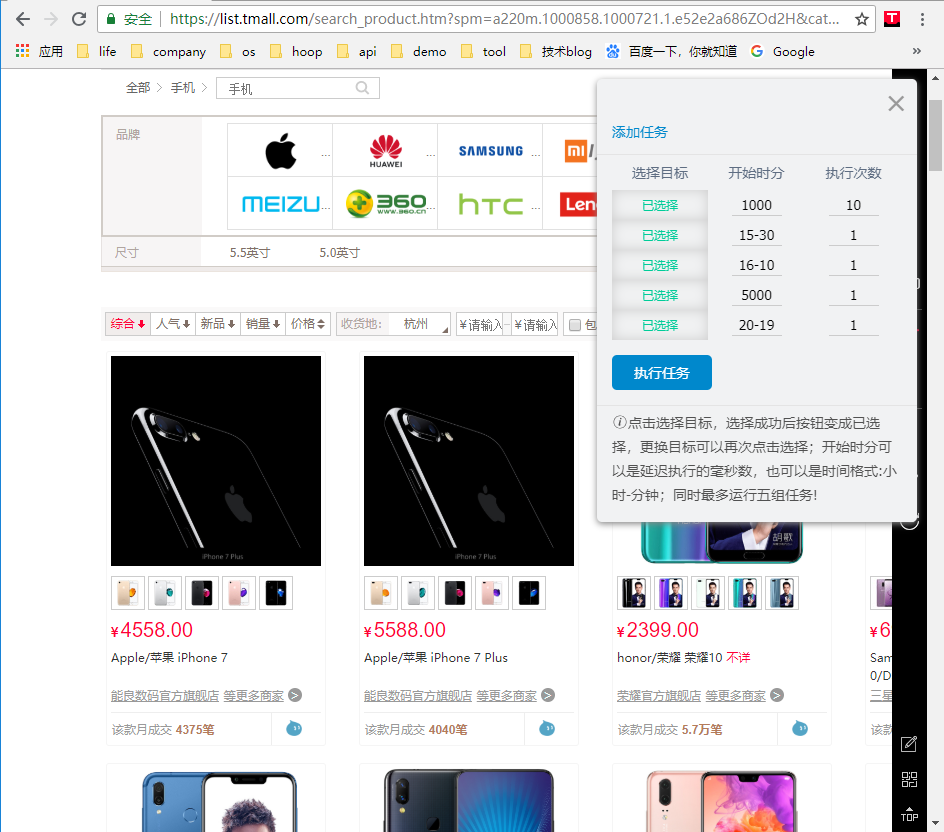 安全 https://list.tmall.com/search_product.htm?spm=a220m.1000858.1000721.1.e52e2a686ZOd2H&cat...
应用 life company os hoop api demo tool 技术blog 百度一下，你就知道 Google »
全部 手机 手机
品牌
... HUAWEI ... SAMSUNG ... mi
MEIZU ... 360 www.360.cn ... hTC ... Len
尺寸 5.5英寸 5.0英寸
综合 人气 新品 销量 价格 收货地: 杭州 ¥请输入 - ¥请输入 包
添加任务
选择目标 开始时分 执行次数
已选择 1000 10
已选择 15-30 1
已选择 16-10 1
已选择 5000 1
已选择 20-19 1
执行任务
点击选择目标，选择成功后按钮变成已选
择，更换目标可以再次点击选择；开始时分可
以是延迟执行的毫秒数，也可以是时间格式:小
时-分钟；同时最多运行五组任务!
iPhone 7 Plus iPhone 7 Plus 胡歌
¥4558.00 ¥5588.00 ¥2399.00 ¥6
Apple/苹果 iPhone 7 Apple/苹果 iPhone 7 Plus honor/荣耀 荣耀10 不详 Sam
0/D
能良数码官方旗舰店 等更多商家 > 能良数码官方旗舰店 等更多商家 > 荣耀官方旗舰店 等更多商家 > 三星
该款月成交 4375笔 该款月成交 4040笔 该款月成交 5.7万笔 该款
TOP